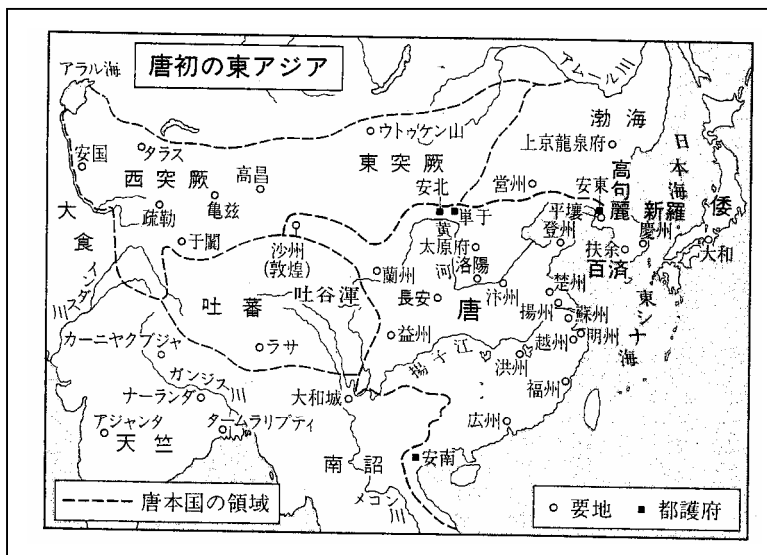 唐初の東アジア
アラル海
アムール川
渤海
上京龍泉府
日本海
ウトゥケン山
タラス
安国
西突厥
東突厥
高昌
亀茲
疏勒
営州
安東
高句麗
新羅
倭
安北
単于
平壌
慶州
大和
大食
于闐
沙州
(敦煌)
黄河
太原府
登州
扶余
百済
洛陽
蘭州
インダス川
吐蕃
吐谷渾
長安
唐
汴州
楚州
揚州
蘇州
東シナ海
カーニヤクブジャ
ラサ
益州
揚子江
越州
明州
洪州
ガンジス川
ナーランダ
大和城
福州
アジャンタ
タームラリプティ
広州
天竺
南詔
安南
メコン川
唐本国の領域
要地
都護府